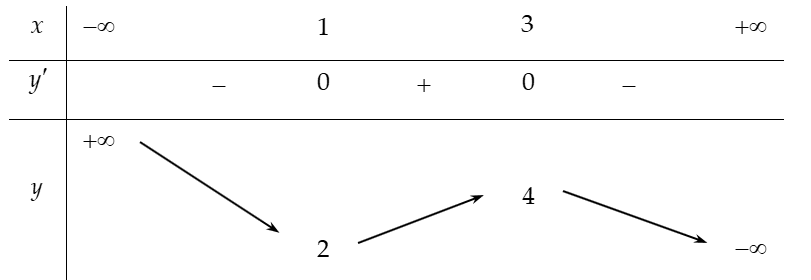 x −∞ 1 3 +∞
y′ − 0 + 0 −
+∞
y 4
2 −∞